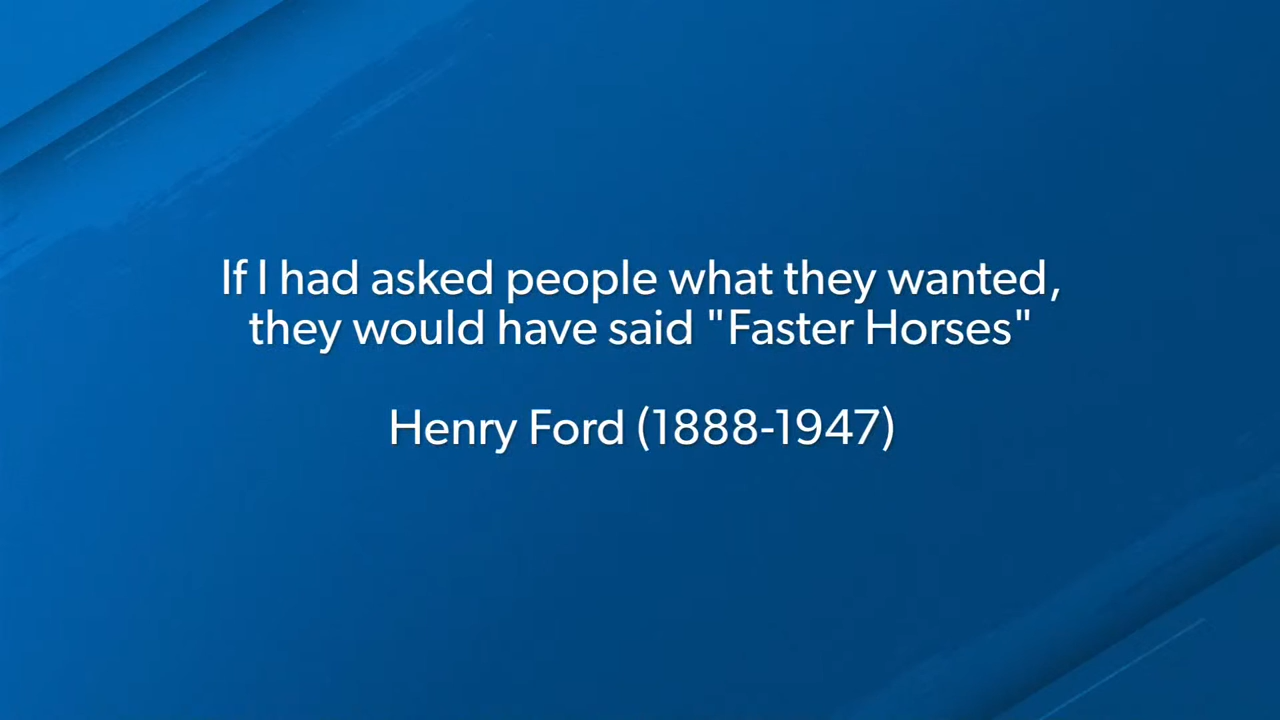 If I had asked people what they wanted,
they would have said "Faster Horses"
Henry Ford (1888-1947)